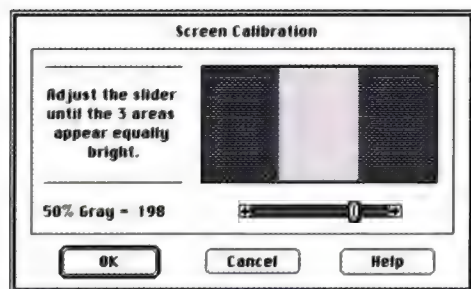 Screen Calibration
Adjust the slider
until the 3 areas
appear equally
bright.
50% Gray = 198
OK
Cancel
Help